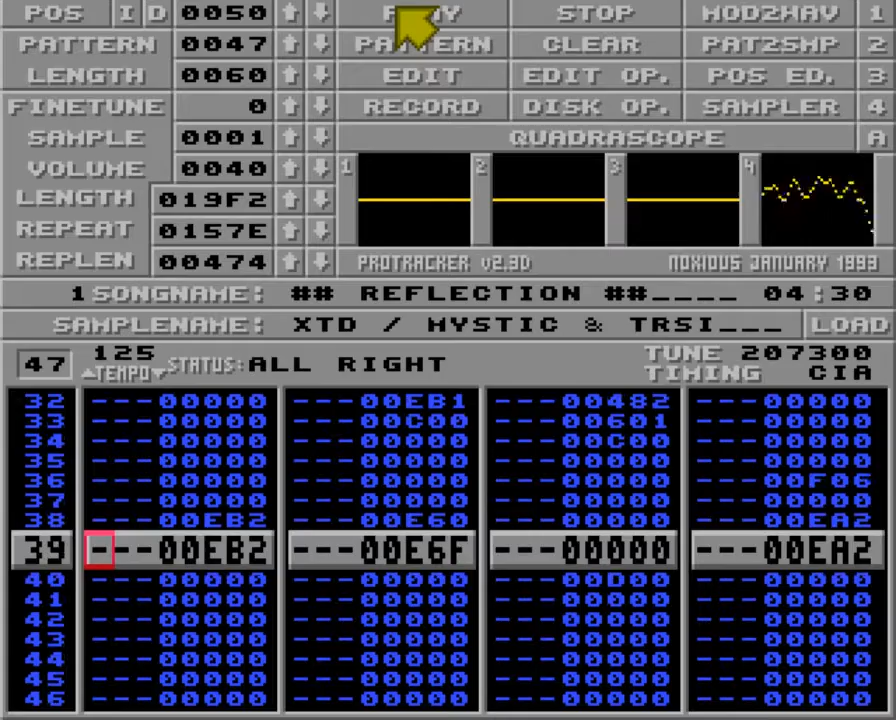 POS I D 0050 STOP MOD2WAV 1
PATTERN 0047 PATTERN CLEAR PAT2SMP 2
LENGTH 0060 EDIT EDIT OP. POS ED. 3
FINETUNE 0 RECORD DISK OP. SAMPLER 4
SAMPLE 0001 QUADRASCOPE A
VOLUME 0040 1 2 3 4
LENGTH 019F2
REPEAT 0157E
REPLEN 00474 PROTRACKER V2.3D NOXIOUS JANUARY 1993
1 SONGNAME: ## REFLECTION ##____ 04:30
SAMPLENAME: XTD / MYSTIC & TRSI___ LOAD
47 125 TEMPO STATUS: ALL RIGHT TUNE 207300
TIMING CIA
32 ---00000 ---00EB1 ---00482 ---00000
33 ---00000 ---00C00 ---00601 ---00000
34 ---00000 ---00000 ---00C00 ---00000
35 ---00000 ---00000 ---00000 ---00000
36 ---00000 ---00000 ---00000 ---00F06
37 ---00000 ---00000 ---00000 ---00000
38 ---00EB2 ---00E60 ---00000 ---00EA2
39 ---00EB2 ---00E6F ---00000 ---00EA2
40 ---00000 ---00000 ---00D00 ---00000
41 ---00000 ---00000 ---00000 ---00000
42 ---00000 ---00000 ---00000 ---00000
43 ---00000 ---00000 ---00000 ---00000
44 ---00000 ---00000 ---00000 ---00000
45 ---00000 ---00000 ---00000 ---00000
46 ---00000 ---00000 ---00000 ---00000